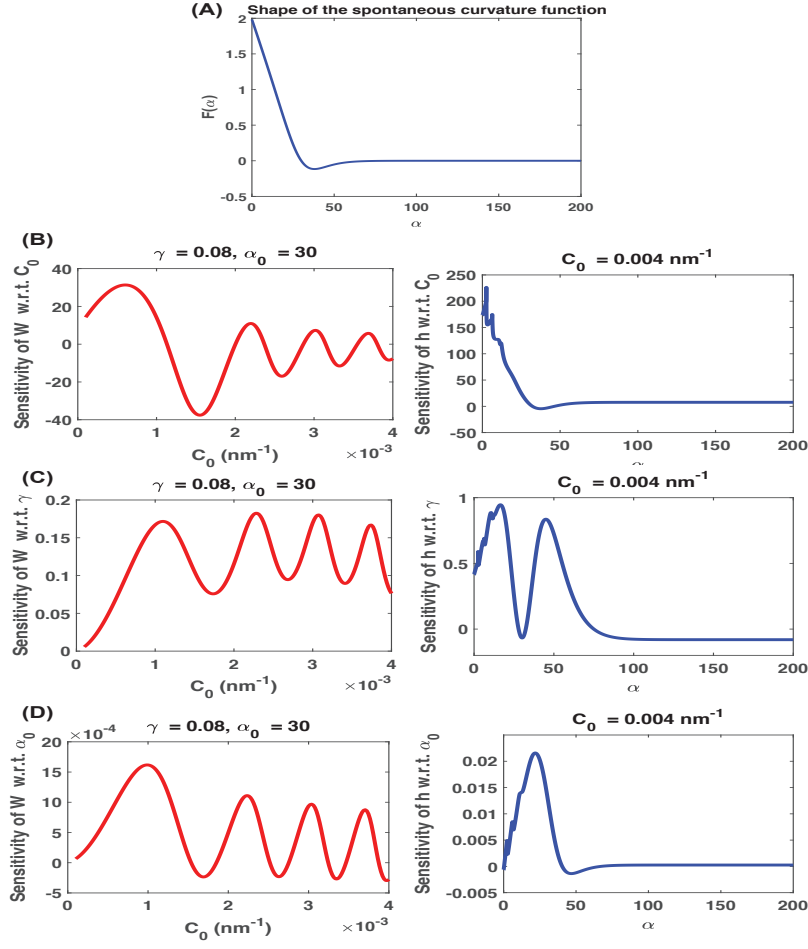 (A) Shape of the spontaneous curvature function
2
1.5
1
0.5
0
-0.5
F(α)
0 50 100 150 200
α
(B)
γ = 0.08, α0 = 30
Sensitivity of W w.r.t. C0
40
20
0
-20
-40
0 1 2 3 4
C0 (nm-1)
×10-3
C0 = 0.004 nm-1
Sensitivity of h w.r.t. C0
250
200
150
100
50
0
-50
0 50 100 150 200
α
(C)
γ = 0.08, α0 = 30
Sensitivity of W w.r.t. γ
0.2
0.15
0.1
0.05
0
0 1 2 3 4
C0 (nm-1)
×10-3
C0 = 0.004 nm-1
Sensitivity of h w.r.t. γ
1
0.5
0
0 50 100 150 200
α
(D)
×10-4
γ = 0.08, α0 = 30
Sensitivity of W w.r.t. α0
20
15
10
5
0
-5
0 1 2 3 4
C0 (nm-1)
×10-3
C0 = 0.004 nm-1
Sensitivity of h w.r.t. α0
0.02
0.015
0.01
0.005
0
-0.005
0 50 100 150 200
α